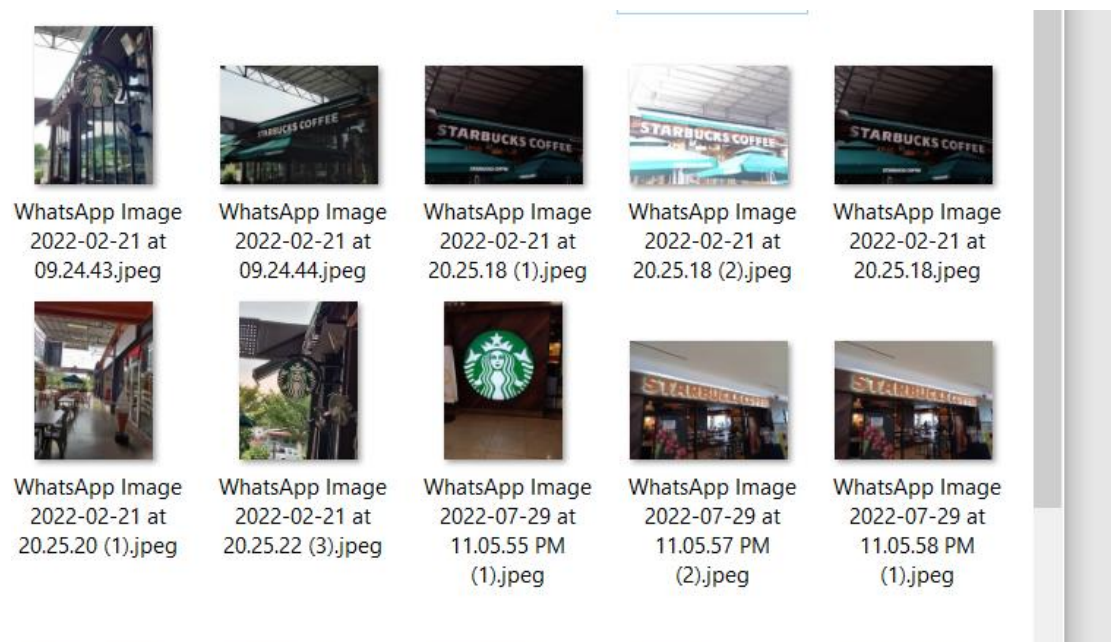 STARBUCKS COFFEE
STARBUCKS COFFEE
STARBUCKS COFFEE
STARBUCKS COFFEE
WhatsApp Image
2022-02-21 at
09.24.43.jpeg
WhatsApp Image
2022-02-21 at
09.24.44.jpeg
WhatsApp Image
2022-02-21 at
20.25.18 (1).jpeg
WhatsApp Image
2022-02-21 at
20.25.18 (2).jpeg
WhatsApp Image
2022-02-21 at
20.25.18.jpeg
STARBUCKS COFFEE
STARBUCKS COFFEE
WhatsApp Image
2022-02-21 at
20.25.20 (1).jpeg
WhatsApp Image
2022-02-21 at
20.25.22 (3).jpeg
WhatsApp Image
2022-07-29 at
11.05.55 PM
(1).jpeg
WhatsApp Image
2022-07-29 at
11.05.57 PM
(2).jpeg
WhatsApp Image
2022-07-29 at
11.05.58 PM
(1).jpeg